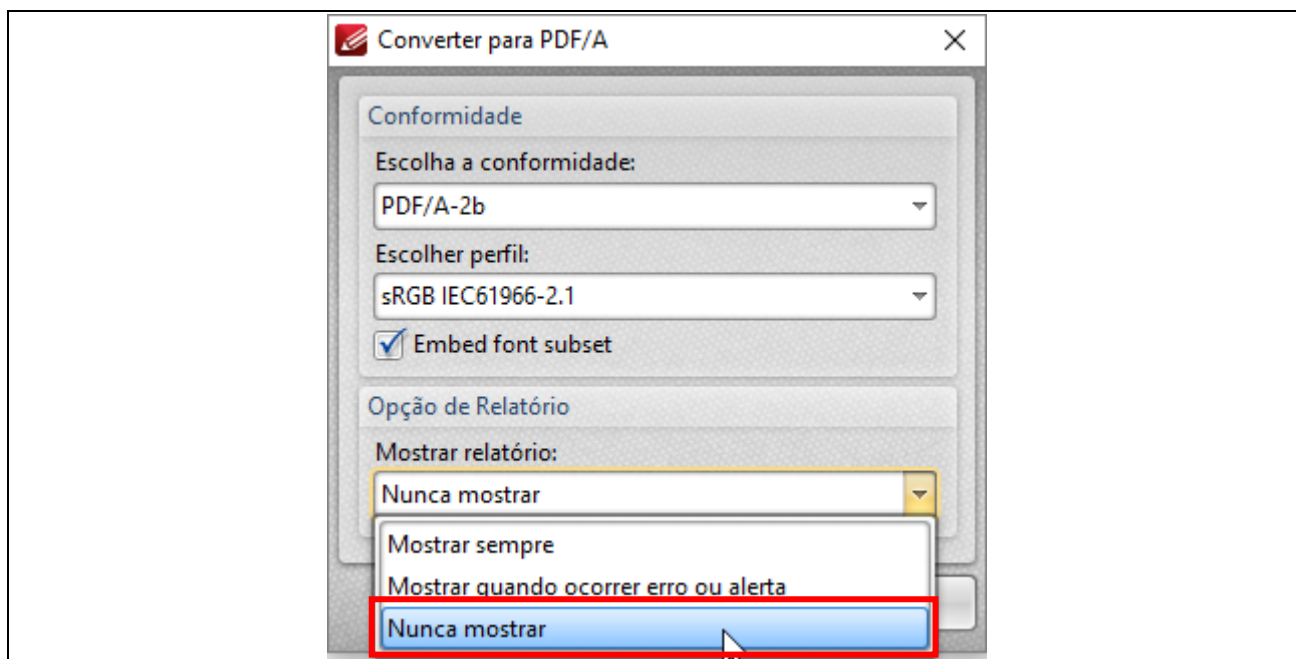 Converter para PDF/A
Conformidade
Escolha a conformidade:
PDF/A-2b
Escolher perfil:
sRGB IEC61966-2.1
Embed font subset
Opção de Relatório
Mostrar relatório:
Nunca mostrar
Mostrar sempre
Mostrar quando ocorrer erro ou alerta
Nunca mostrar